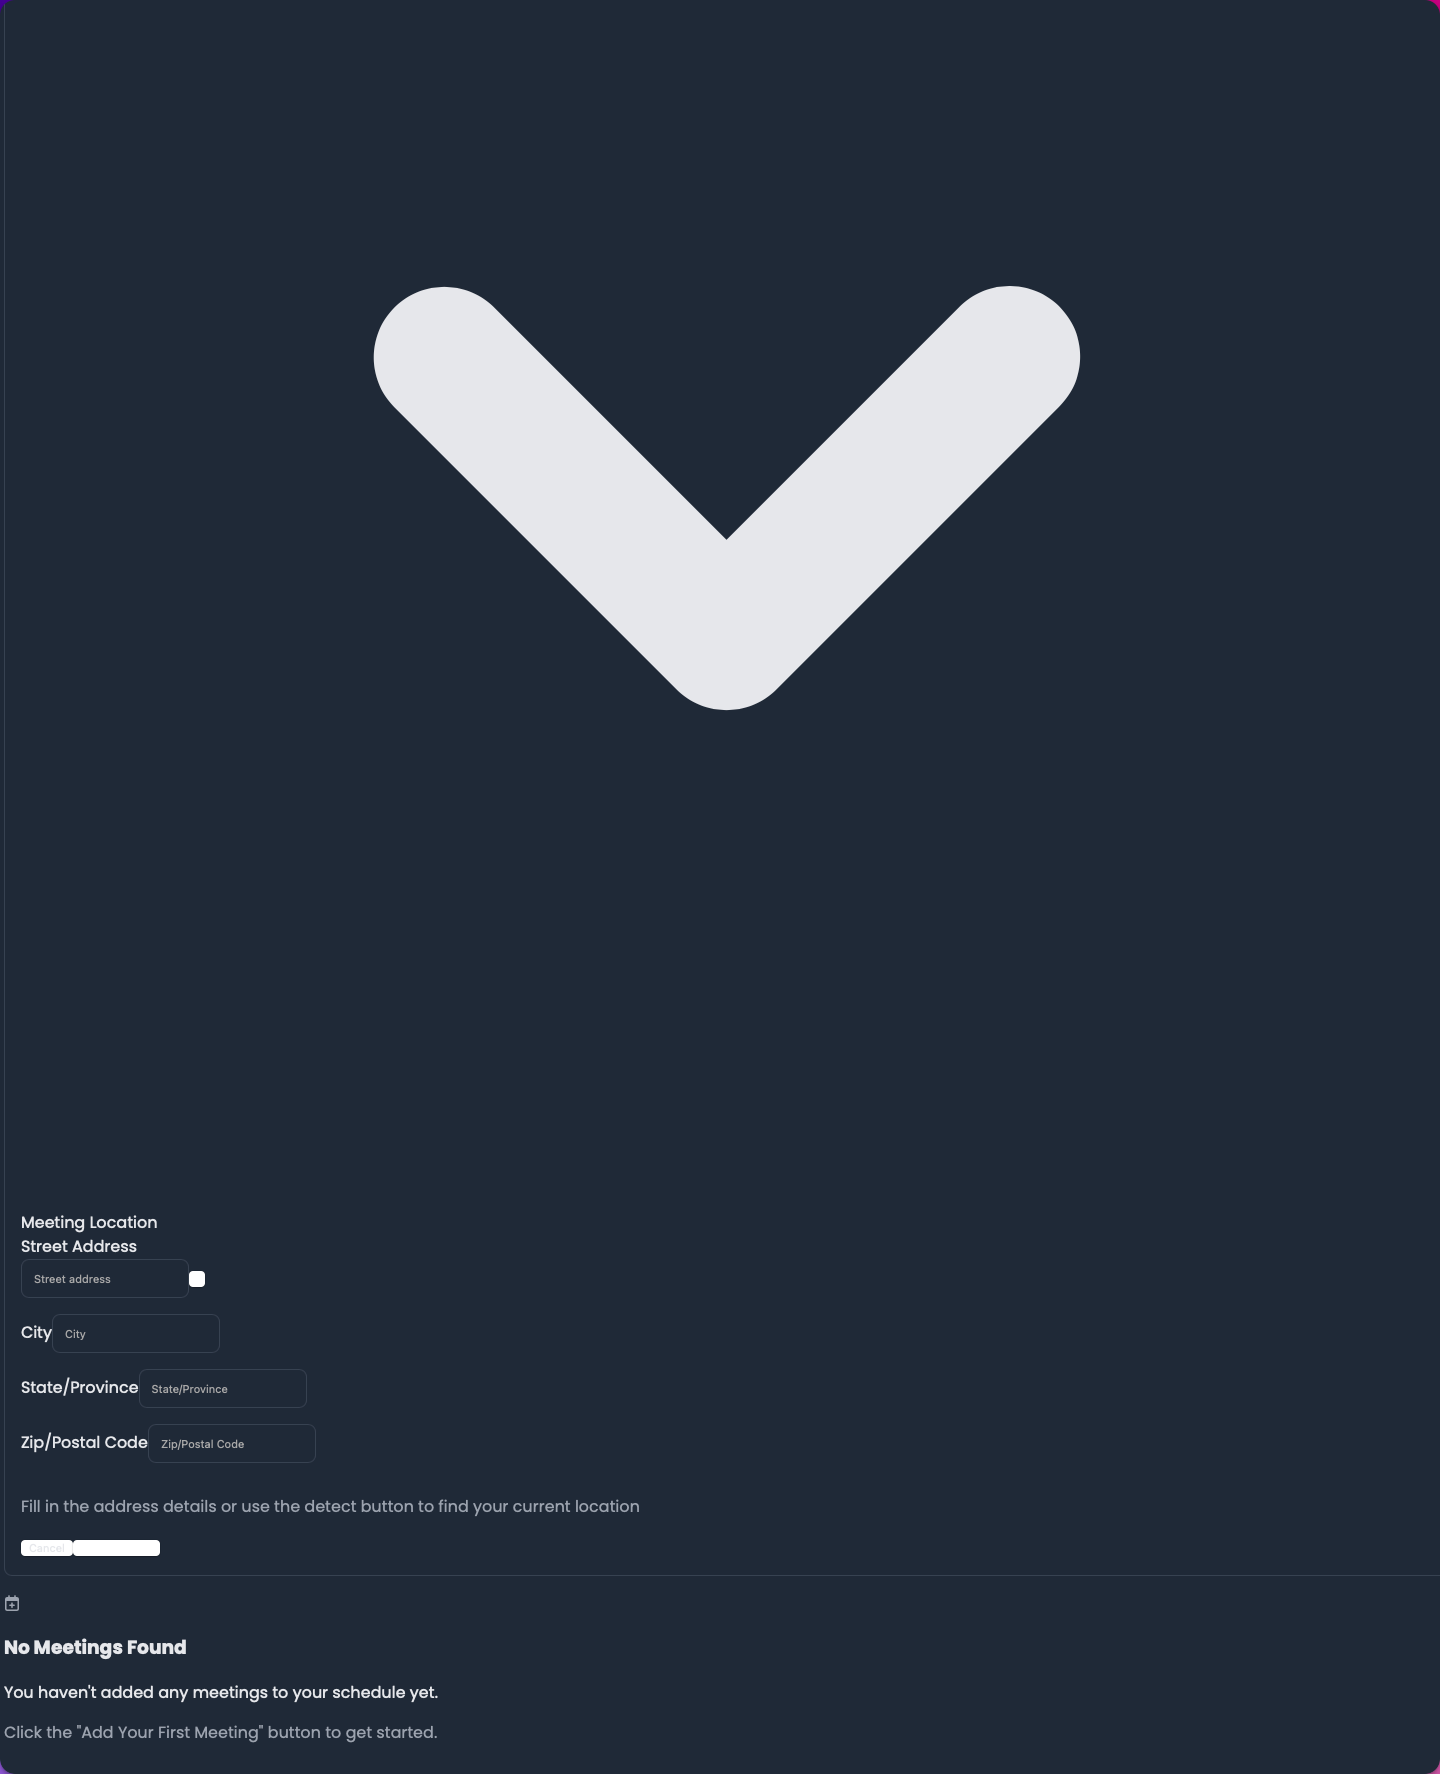 Meeting Location
Street Address
Street address
City City
State/Province State/Province
Zip/Postal Code Zip/Postal Code
Fill in the address details or use the detect button to find your current location
Cancel
No Meetings Found
You haven't added any meetings to your schedule yet.
Click the "Add Your First Meeting" button to get started.